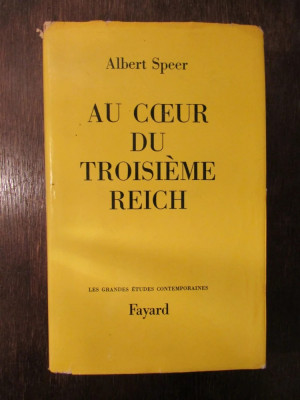 Albert Speer
AU CŒUR
DU
TROISIÈME
REICH
LES GRANDES ÉTUDES CONTEMPORAINES
Fayard